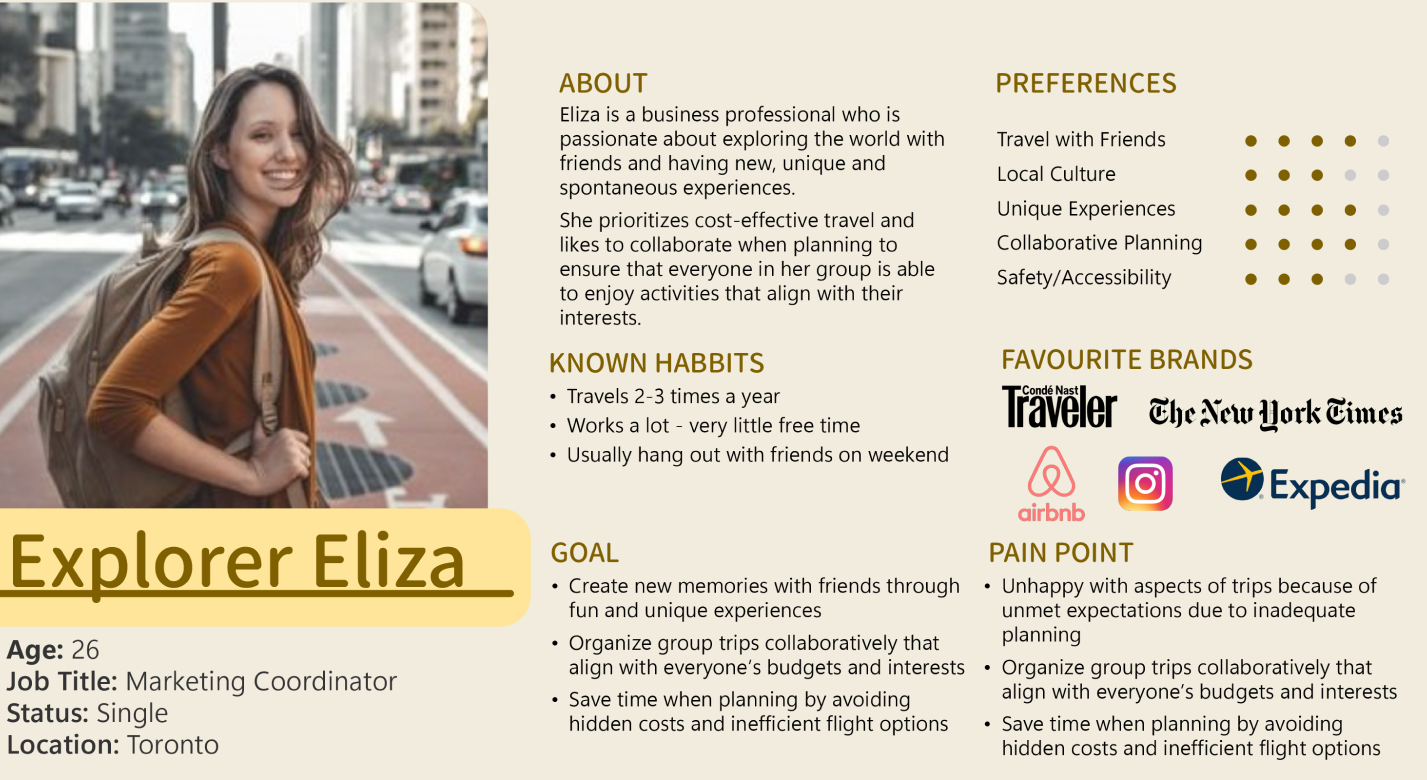 Explorer Eliza
Age: 26
Job Title: Marketing Coordinator
Status: Single
Location: Toronto
ABOUT
Eliza is a business professional who is
passionate about exploring the world with
friends and having new, unique and
spontaneous experiences.
She prioritizes cost-effective travel and
likes to collaborate when planning to
ensure that everyone in her group is able
to enjoy activities that align with their
interests.
KNOWN HABBITS
• Travels 2-3 times a year
• Works a lot - very little free time
• Usually hang out with friends on weekend
GOAL
• Create new memories with friends through
fun and unique experiences
• Organize group trips collaboratively that
align with everyone's budgets and interests
• Save time when planning by avoiding
hidden costs and inefficient flight options
PREFERENCES
Travel with Friends
Local Culture
Unique Experiences
Collaborative Planning
Safety/Accessibility
FAVOURITE BRANDS
Condé Nast
Traveler
The New York Times
airbnb
Expedia®
PAIN POINT
• Unhappy with aspects of trips because of
unmet expectations due to inadequate
planning
• Organize group trips collaboratively that
align with everyone's budgets and interests
• Save time when planning by avoiding
hidden costs and inefficient flight options